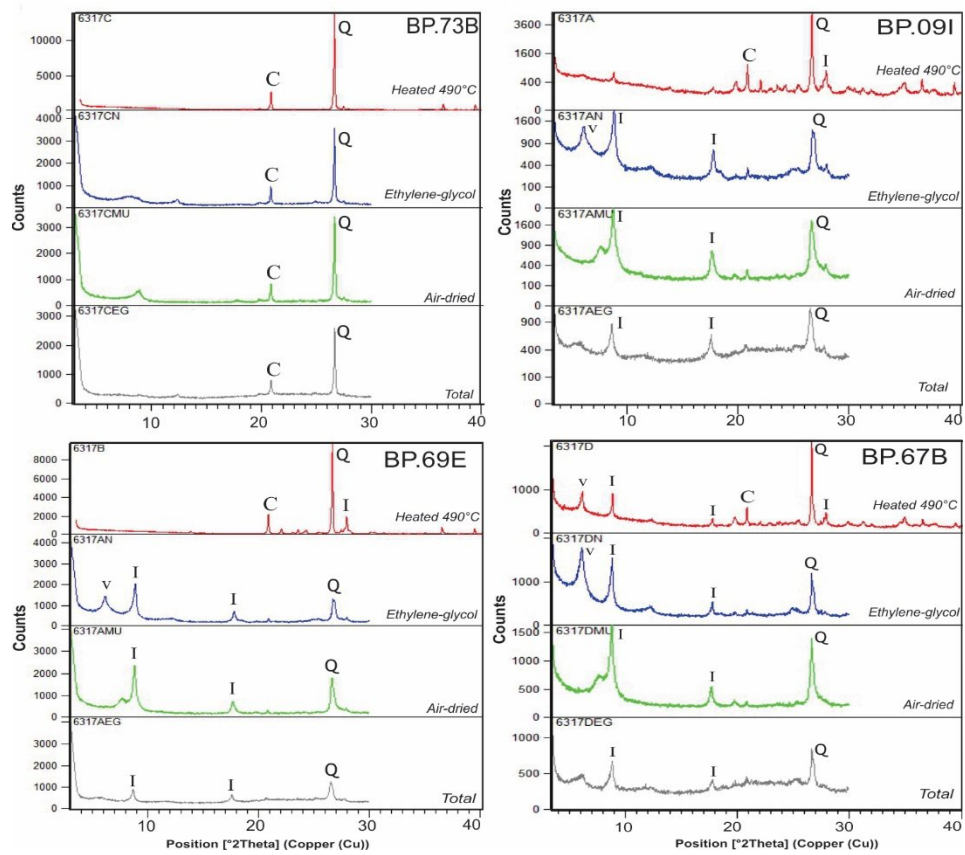 6317C
BP.73B
10000
5000
0
C
Q
Heated 490°C
4000
6317CN
3000
2000
1000
0
C
Ethylene-glycol
6317CMU
3000
2000
1000
0
C
Q
Air-dried
6317CEG
3000
2000
1000
0
C
Q
Total
Counts
10
20
30
40
6317A
BP.09I
3600
1600
400
0
C
Q
I
Heated 490°C
6317AN
1600
900
400
100
0
v
I
I
Q
Ethylene-glycol
6317AMU
1600
900
400
100
0
I
I
Q
Air-dried
6317AEG
900
400
100
0
I
I
Q
Total
Counts
10
20
30
40
6317B
BP.69E
8000
6000
4000
2000
0
C
Q
I
Heated 490°C
6317AN
4000
3000
2000
1000
0
v
I
I
Q
Ethylene-glycol
6317AMU
4000
3000
2000
1000
0
I
I
Q
Air-dried
6317AEG
3000
2000
1000
0
I
I
Q
Total
Counts
10
20
30
40
Position [°2Theta] (Copper (Cu))
6317D
BP.67B
1000
0
v
I
I
C
Q
I
Heated 490°C
6317DN
1000
0
v
I
I
Q
Ethylene-glycol
6317DMU
1500
1000
500
0
I
I
Q
Air-dried
6317DEG
1000
500
0
I
I
Q
Total
Counts
10
20
30
40
Position [°2Theta] (Copper (Cu))